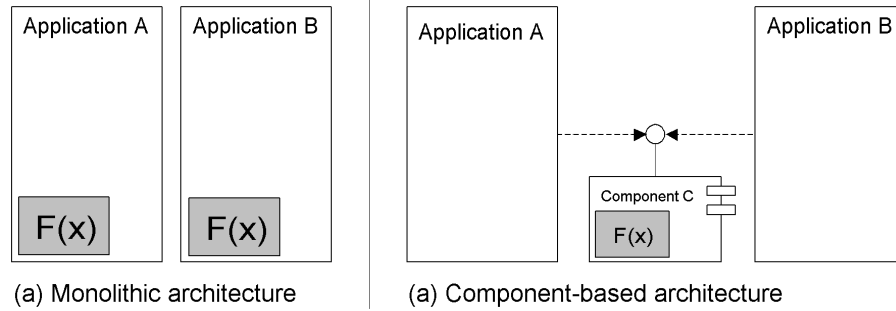 Application A
Application B
F(x)
F(x)
(a) Monolithic architecture
Application A
Application B
Component C
F(x)
(a) Component-based architecture